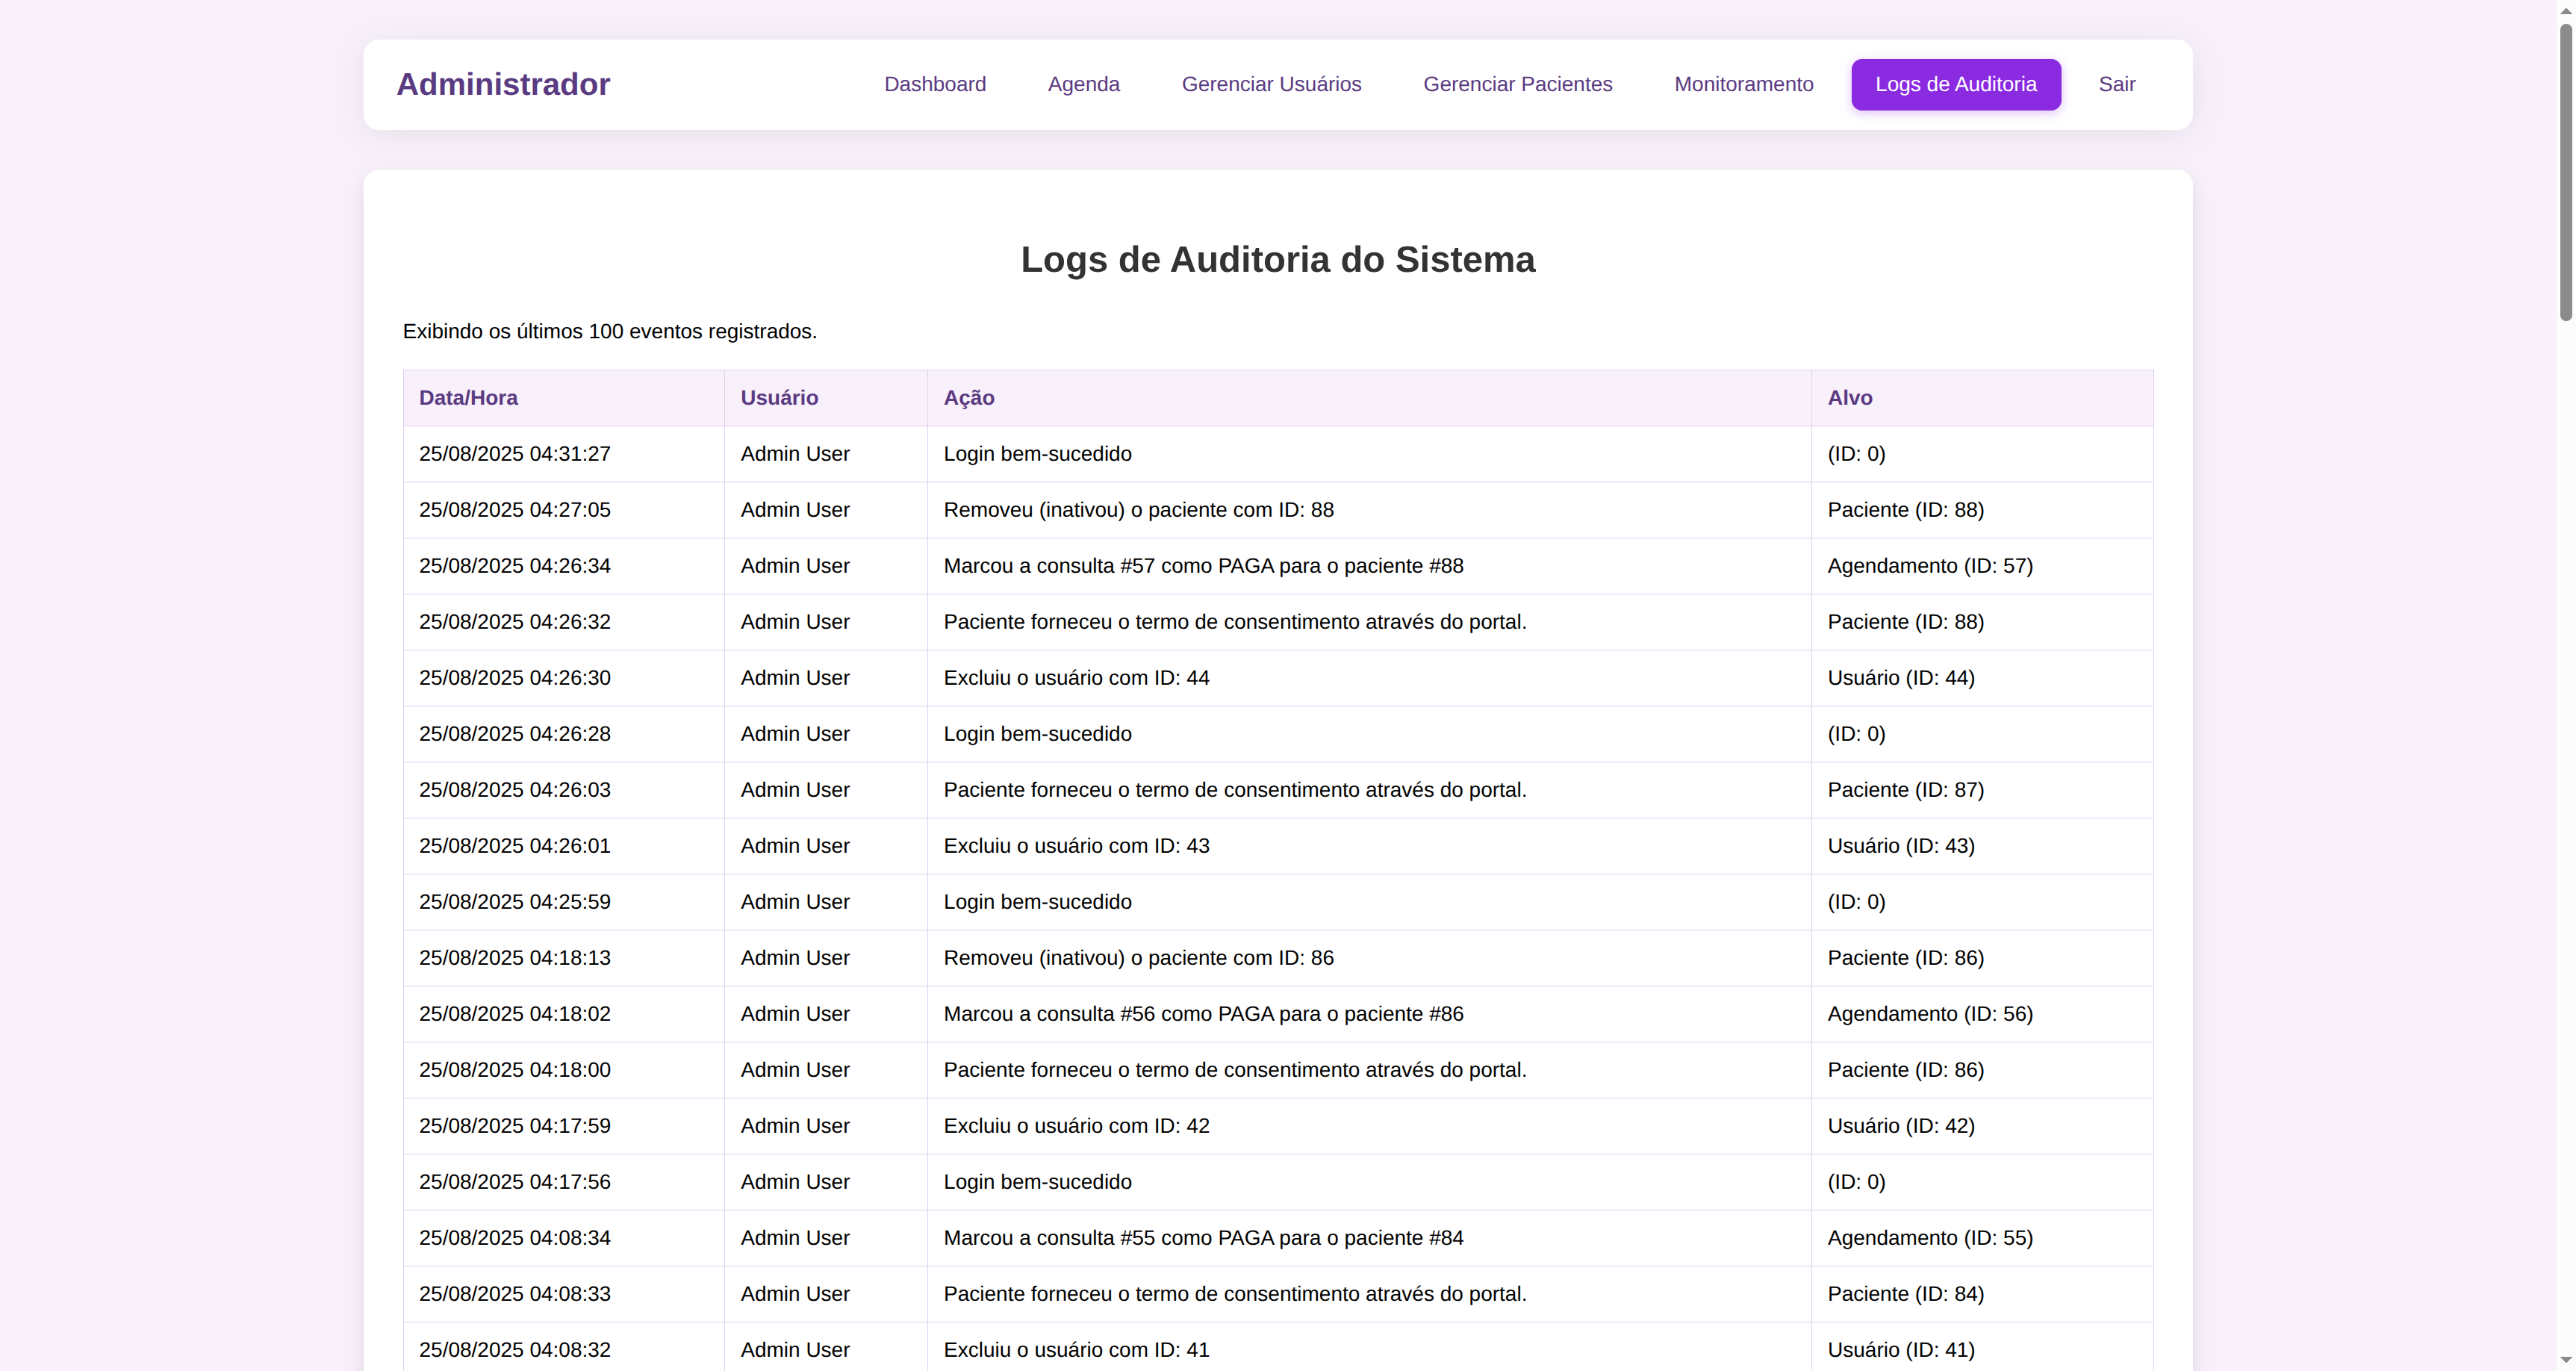 Administrador Dashboard Agenda Gerenciar Usuários Gerenciar Pacientes Monitoramento Logs de Auditoria Sair
Logs de Auditoria do Sistema
Exibindo os últimos 100 eventos registrados.
Data/Hora Usuário Ação Alvo
25/08/2025 04:31:27 Admin User Login bem-sucedido (ID: 0)
25/08/2025 04:27:05 Admin User Removeu (inativou) o paciente com ID: 88 Paciente (ID: 88)
25/08/2025 04:26:34 Admin User Marcou a consulta #57 como PAGA para o paciente #88 Agendamento (ID: 57)
25/08/2025 04:26:32 Admin User Paciente forneceu o termo de consentimento através do portal. Paciente (ID: 88)
25/08/2025 04:26:30 Admin User Excluiu o usuário com ID: 44 Usuário (ID: 44)
25/08/2025 04:26:28 Admin User Login bem-sucedido (ID: 0)
25/08/2025 04:26:03 Admin User Paciente forneceu o termo de consentimento através do portal. Paciente (ID: 87)
25/08/2025 04:26:01 Admin User Excluiu o usuário com ID: 43 Usuário (ID: 43)
25/08/2025 04:25:59 Admin User Login bem-sucedido (ID: 0)
25/08/2025 04:18:13 Admin User Removeu (inativou) o paciente com ID: 86 Paciente (ID: 86)
25/08/2025 04:18:02 Admin User Marcou a consulta #56 como PAGA para o paciente #86 Agendamento (ID: 56)
25/08/2025 04:18:00 Admin User Paciente forneceu o termo de consentimento através do portal. Paciente (ID: 86)
25/08/2025 04:17:59 Admin User Excluiu o usuário com ID: 42 Usuário (ID: 42)
25/08/2025 04:17:56 Admin User Login bem-sucedido (ID: 0)
25/08/2025 04:08:34 Admin User Marcou a consulta #55 como PAGA para o paciente #84 Agendamento (ID: 55)
25/08/2025 04:08:33 Admin User Paciente forneceu o termo de consentimento através do portal. Paciente (ID: 84)
25/08/2025 04:08:32 Admin User Excluiu o usuário com ID: 41 Usuário (ID: 41)